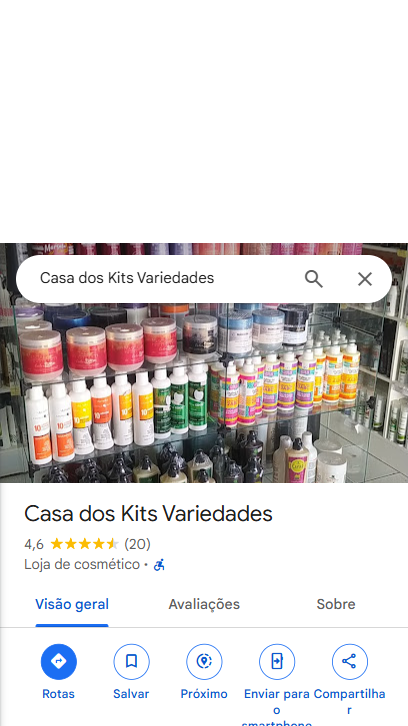 Casa dos Kits Variedades
Casa dos Kits Variedades
4,6 (20)
Loja de cosmético ·
Visão geral Avaliações Sobre
Rotas Salvar Próximo Enviar para o smartphone Compartilhar